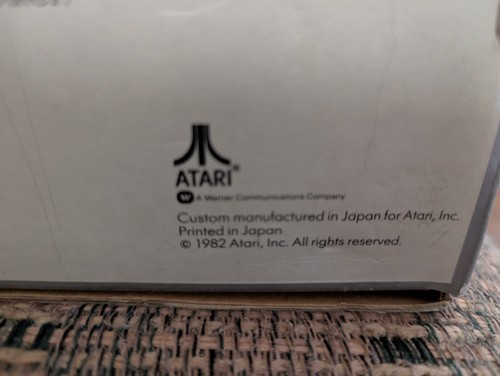 ATARI®
W A Warner Communications Company
Custom manufactured in Japan for Atari, Inc.
Printed in Japan
© 1982 Atari, Inc. All rights reserved.